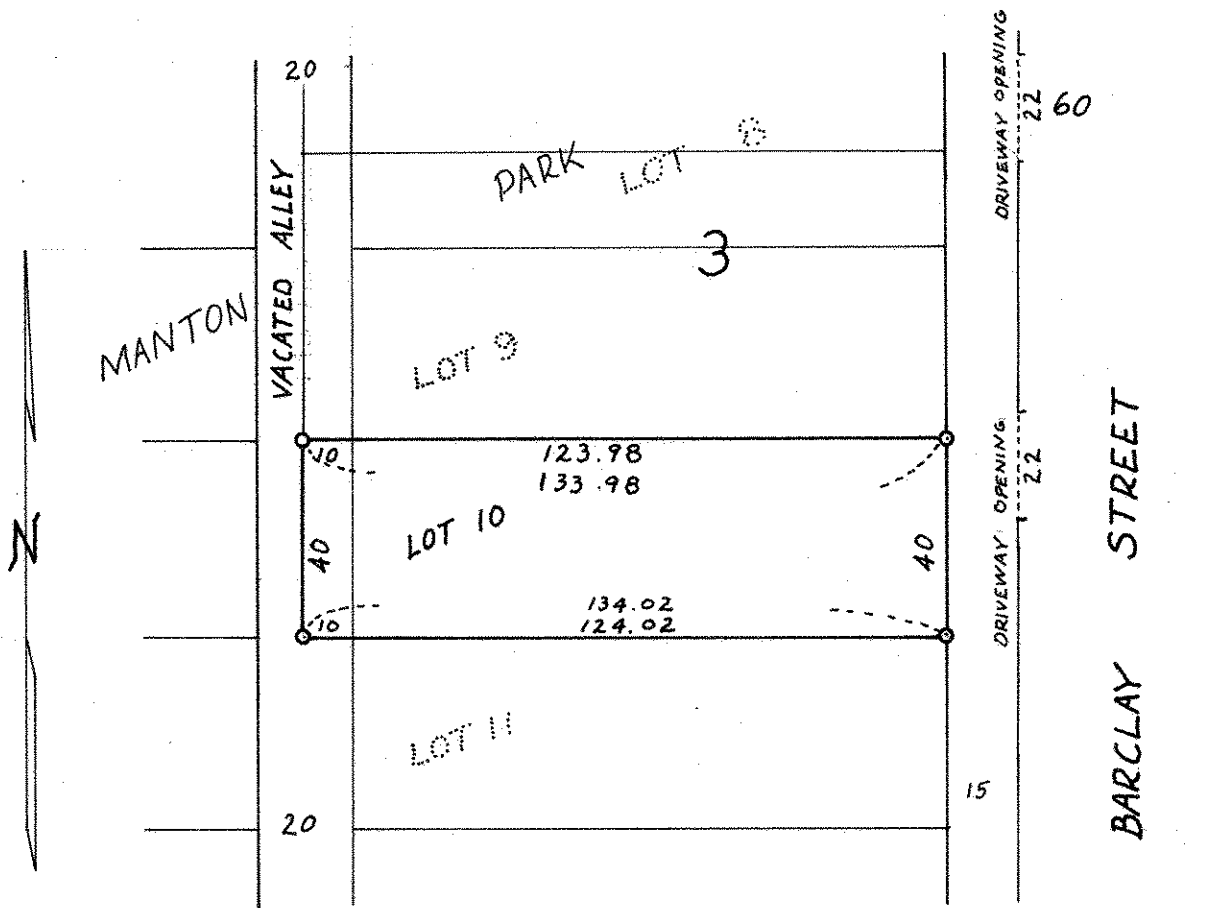 20
DRIVEWAY OPENING
22
60
PARK
LOT 8
VACATED ALLEY
3
MANTON
LOT 9
10
123.98
133.98
DRIVEWAY OPENING
22
STREET
N
LOT 10
40
40
134.02
10
124.02
LOT 11
BARCLAY
15
20